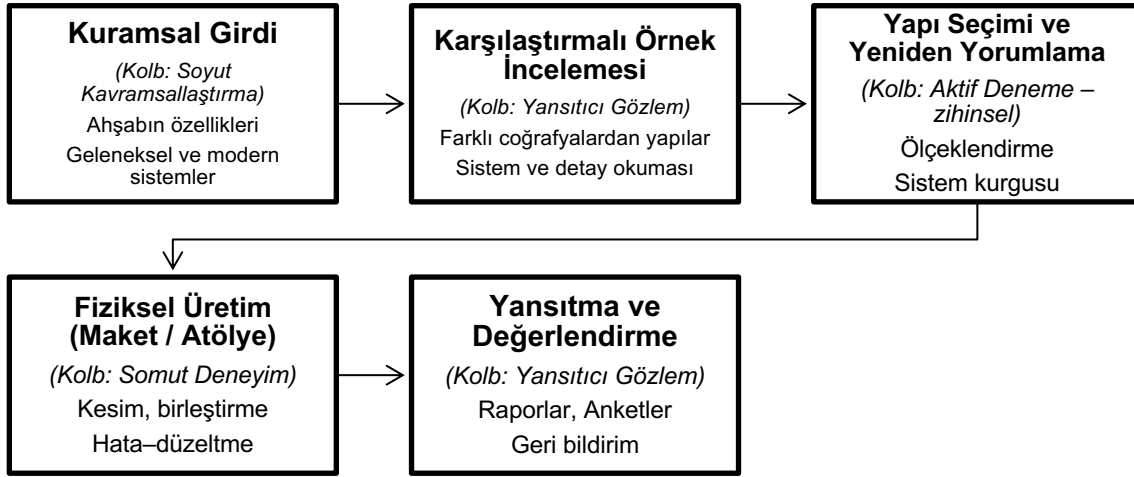 Kuramsal Girdi
(Kolb: Soyut
Kavramsallaştırma)
Ahşabın özellikleri
Geleneksel ve modern
sistemler
Karşılaştırmalı Örnek
İncelemesi
(Kolb: Yansıtıcı Gözlem)
Farklı coğrafyalardan yapılar
Sistem ve detay okuması
Yapı Seçimi ve
Yeniden Yorumlama
(Kolb: Aktif Deneme –
zihinsel)
Ölçeklendirme
Sistem kurgusu
Fiziksel Üretim
(Maket / Atölye)
(Kolb: Somut Deneyim)
Kesim, birleştirme
Hata–düzeltme
Yansıtma ve
Değerlendirme
(Kolb: Yansıtıcı Gözlem)
Raporlar, Anketler
Geri bildirim